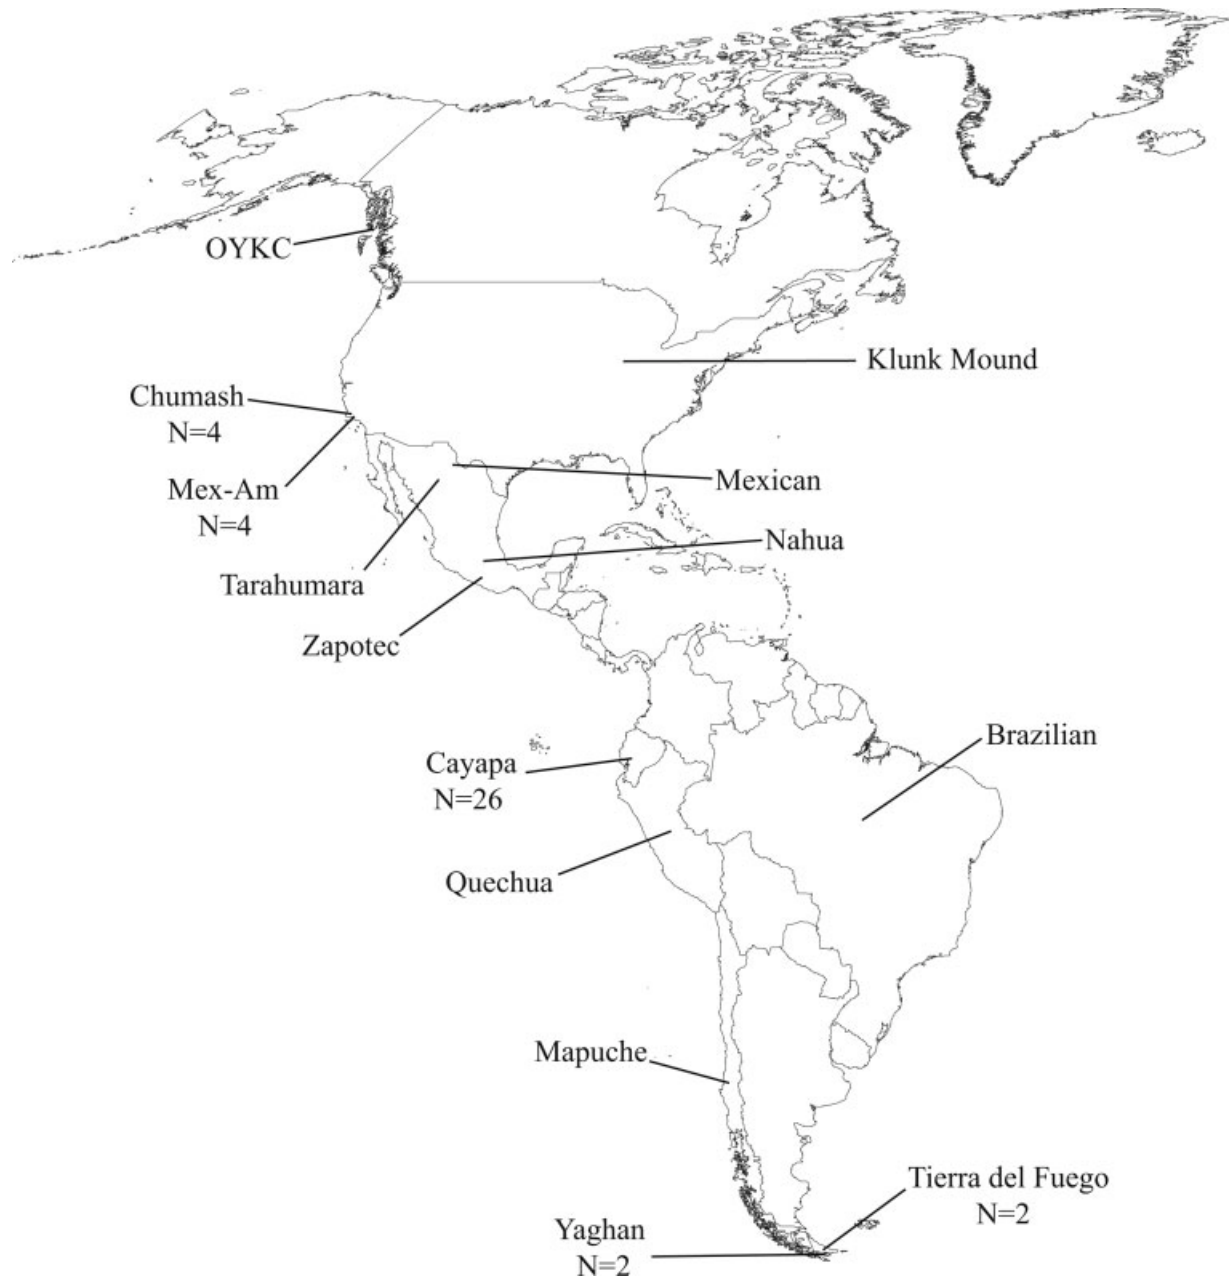 OYKC
Klunk Mound
Chumash
N=4
Mexican
Mex-Am
N=4
Nahua
Tarahumara
Zapotec
Brazilian
Cayapa
N=26
Quechua
Mapuche
Tierra del Fuego
N=2
Yaghan
N=2